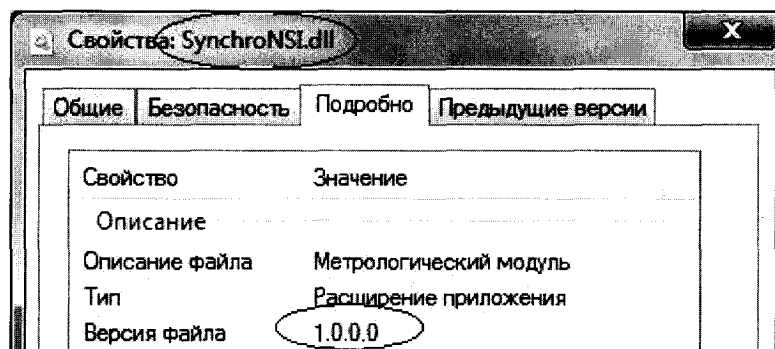 Свойства: SynchroNSI.dll
x
Общие Безопасность Подробно Предыдущие версии
Свойство Значение
Описание
Описание файла Метрологический модуль
Тип Расширение приложения
Версия файла 1.0.0.0